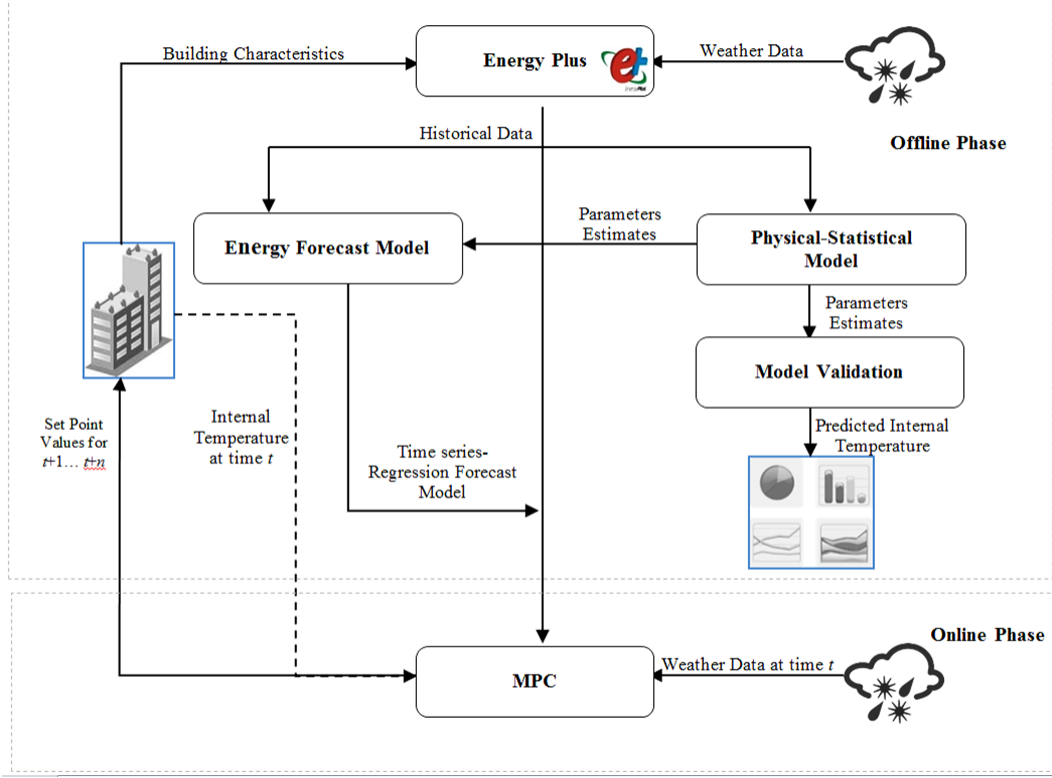 Building Characteristics
Energy Plus
Weather Data
Historical Data
Offline Phase
Parameters
Estimates
Energy Forecast Model
Physical-Statistical
Model
Parameters
Estimates
Model Validation
Set Point
Values for
t+1… t+n
Internal
Temperature
at time t
Time series-
Regression Forecast
Model
Predicted Internal
Temperature
Online Phase
MPC
Weather Data at time t